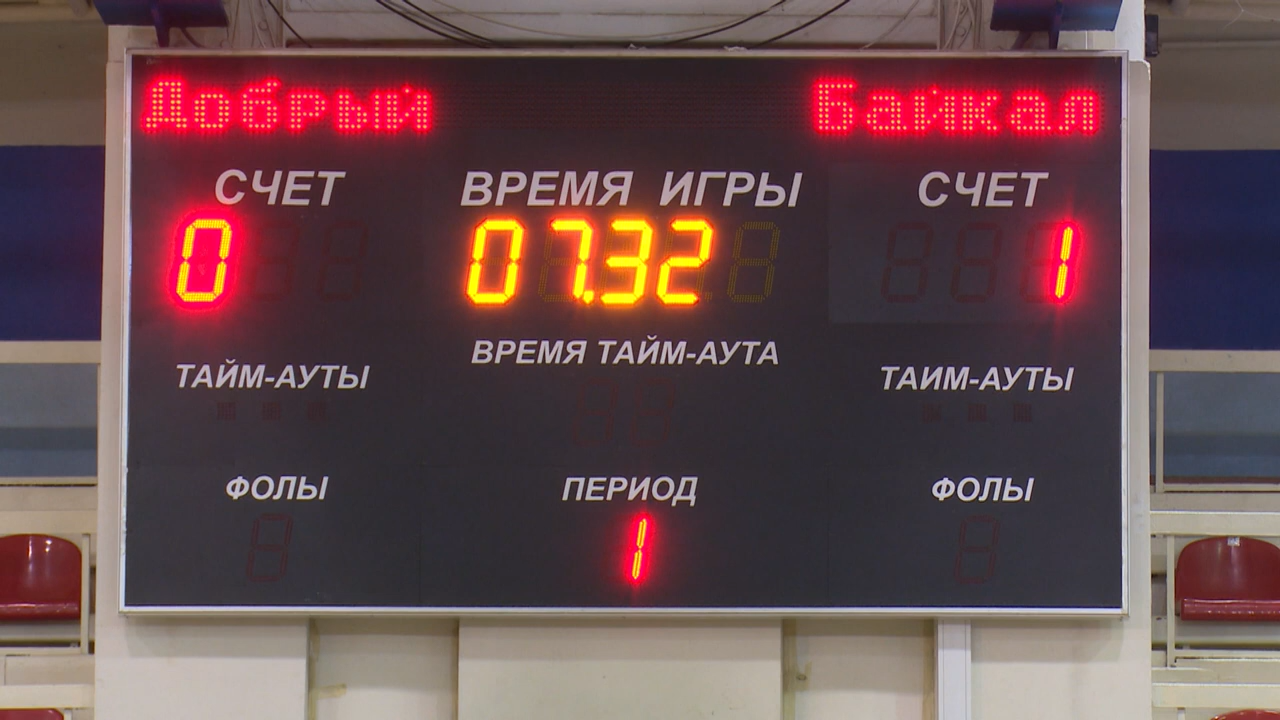 Добрый Байкал
СЧЕТ ВРЕМЯ ИГРЫ СЧЕТ
0 07.32 1
ВРЕМЯ ТАЙМ-АУТА
ТАЙМ-АУТЫ ТАЙМ-АУТЫ
ФОЛЫ ПЕРИОД ФОЛЫ
1